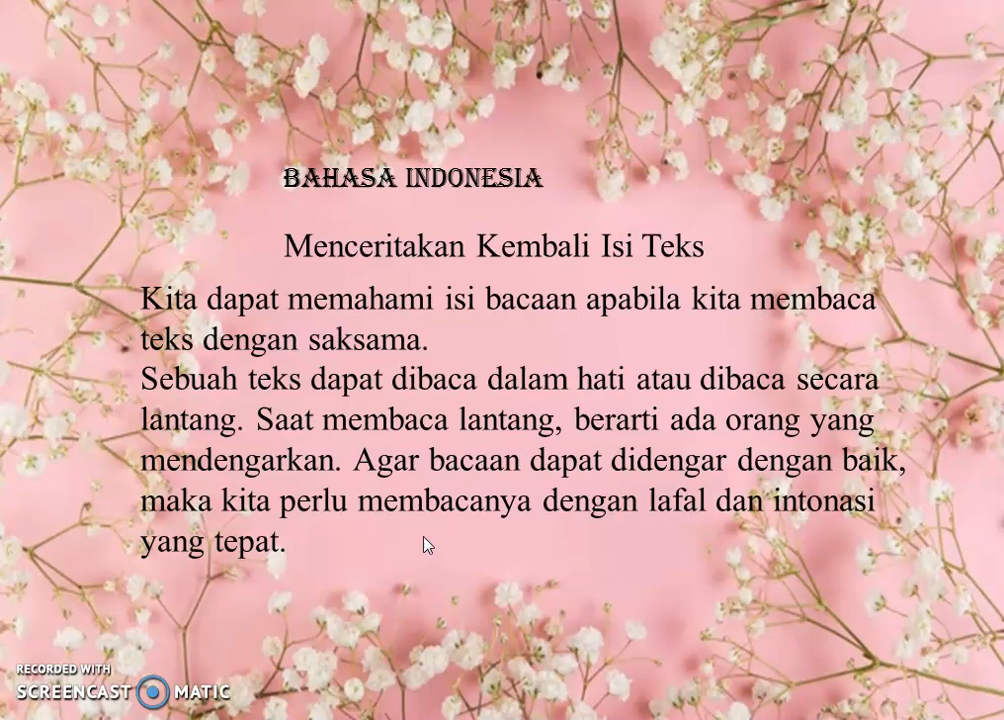 BAHASA INDONESIA
Menceritakan Kembali Isi Teks
Kita dapat memahami isi bacaan apabila kita membaca
teks dengan saksama.
Sebuah teks dapat dibaca dalam hati atau dibaca secara
lantang. Saat membaca lantang, berarti ada orang yang
mendengarkan. Agar bacaan dapat didengar dengan baik,
maka kita perlu membacanya dengan lafal dan intonasi
yang tepat.
RECORDED WITH
SCREENCAST MATIC